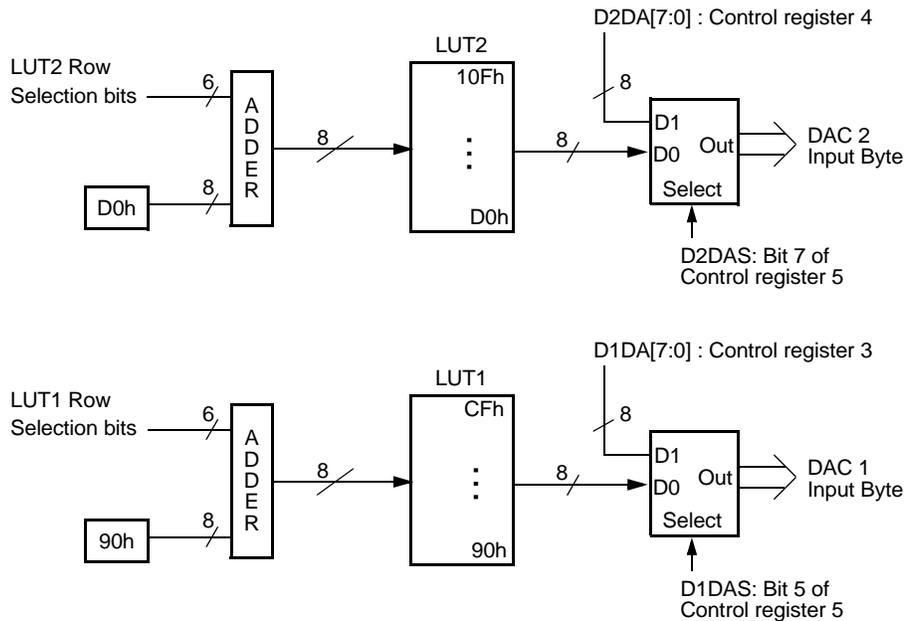 D2DA[7:0] : Control register 4
LUT2
LUT2 Row
Selection bits
6
8
10Fh
ADDER
8
8
D1
D0
Out
Select
DAC 2
Input Byte
D0h
8
D0h
D2DAS: Bit 7 of
Control register 5
D1DA[7:0] : Control register 3
LUT1
LUT1 Row
Selection bits
6
8
CFh
ADDER
8
8
D1
D0
Out
Select
DAC 1
Input Byte
90h
8
90h
D1DAS: Bit 5 of
Control register 5